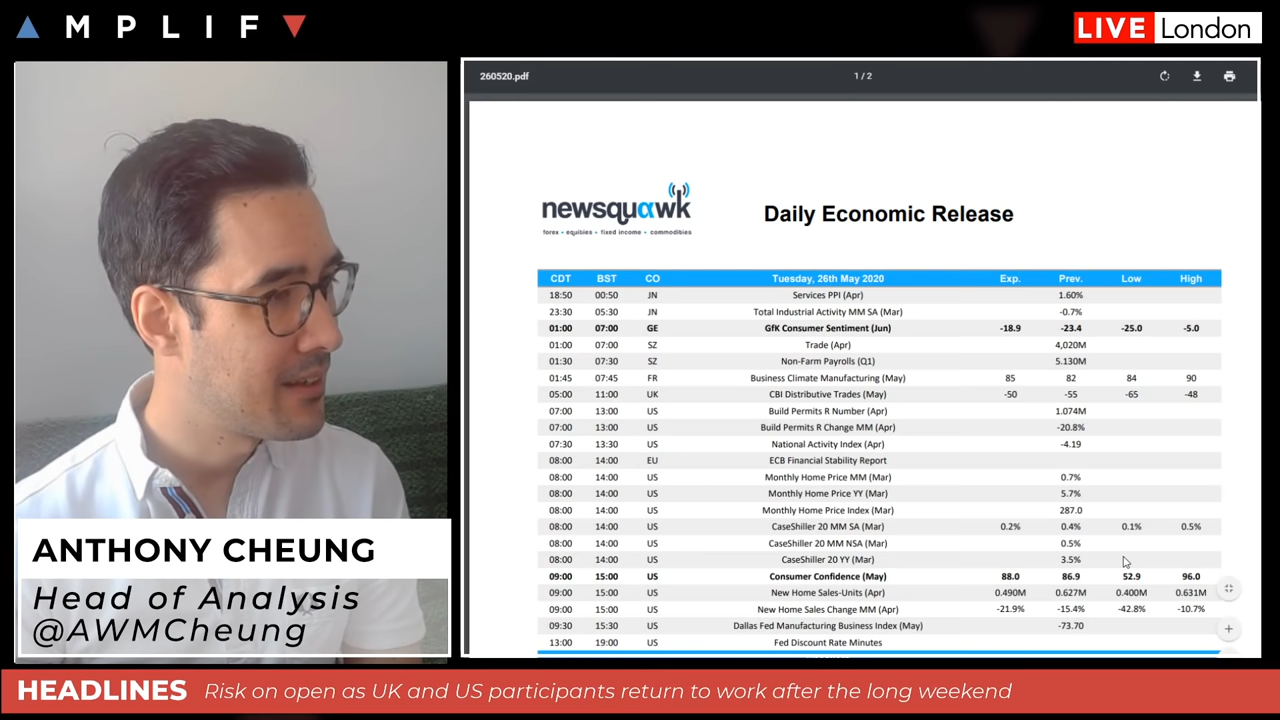 AMPLIFY
LIVE London
260520.pdf 1 / 2
newsquawk
forex • equities • fixed income • commodities
Daily Economic Release
CDT BST CO Tuesday, 26th May 2020 Exp. Prev. Low High
18:50 00:50 JN Services PPI (Apr) 1.60%
23:30 05:30 JN Total Industrial Activity MM SA (Mar) -0.7%
01:00 07:00 GE GfK Consumer Sentiment (Jun) -18.9 -23.4 -25.0 -5.0
01:00 07:00 SZ Trade (Apr) 4,020M
01:30 07:30 SZ Non-Farm Payrolls (Q1) 5.130M
01:45 07:45 FR Business Climate Manufacturing (May) 85 82 84 90
05:00 11:00 UK CBI Distributive Trades (May) -50 -55 -65 -48
07:00 13:00 US Build Permits R Number (Apr) 1.074M
07:00 13:00 US Build Permits R Change MM (Apr) -20.8%
07:30 13:30 US National Activity Index (Apr) -4.19
08:00 14:00 EU ECB Financial Stability Report
08:00 14:00 US Monthly Home Price MM (Mar) 0.7%
08:00 14:00 US Monthly Home Price YY (Mar) 5.7%
08:00 14:00 US Monthly Home Price Index (Mar) 287.0
08:00 14:00 US CaseShiller 20 MM SA (Mar) 0.2% 0.4% 0.1% 0.5%
08:00 14:00 US CaseShiller 20 MM NSA (Mar) 0.5%
08:00 14:00 US CaseShiller 20 YY (Mar) 3.5%
09:00 15:00 US Consumer Confidence (May) 88.0 86.9 52.9 96.0
09:00 15:00 US New Home Sales-Units (Apr) 0.490M 0.627M 0.400M 0.631M
09:00 15:00 US New Home Sales Change MM (Apr) -21.9% -15.4% -42.8% -10.7%
09:30 15:30 US Dallas Fed Manufacturing Business Index (May) -73.70
13:00 19:00 US Fed Discount Rate Minutes
ANTHONY CHEUNG
Head of Analysis
@AWMCheung
HEADLINES Risk on open as UK and US participants return to work after the long weekend